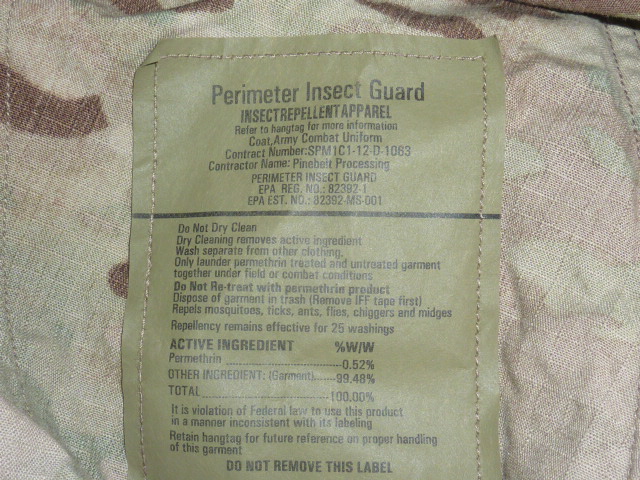 Perimeter Insect Guard
INSECTREPELLENTAPPAREL
Refer to hangtag for more information
Coat,Army Combat Uniform
Contract Number:SPM1C1-12-D-1063
Contractor Name: Pinebelt Processing
PERIMETER INSECT GUARD
EPA REG. NO.: 82392-1
EPA EST. NO.: 82392-MS-001
Do Not Dry Clean
Dry Cleaning removes active ingredient
Wash separate from other clothing,
Only launder permethrin treated and untreated garment
together under field or combat conditions
Do Not Re-treat with permethrin product
Dispose of garment in trash (Remove IFF tape first)
Repels mosquitoes, ticks, ants, flies, chiggers and midges
Repellency remains effective for 25 washings
ACTIVE INGREDIENT %W/W
Permethrin 0.52%
OTHER INGREDIENT: (Garment) 99.48%
TOTAL 100.00%
It is violation of Federal law to use this product
in a manner inconsistent with its labeling
Retain hangtag for future reference on proper handling
of this garment
DO NOT REMOVE THIS LABEL